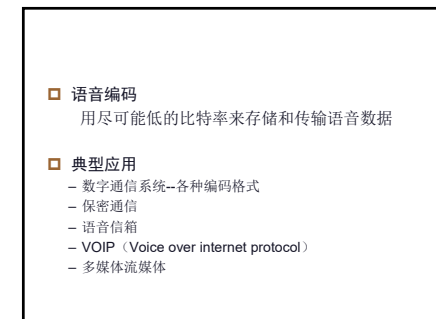 语音编码
用尽可能低的比特率来存储和传输语音数据
典型应用
– 数字通信系统--各种编码格式
– 保密通信
– 语音信箱
– VOIP（Voice over internet protocol）
– 多媒体流媒体